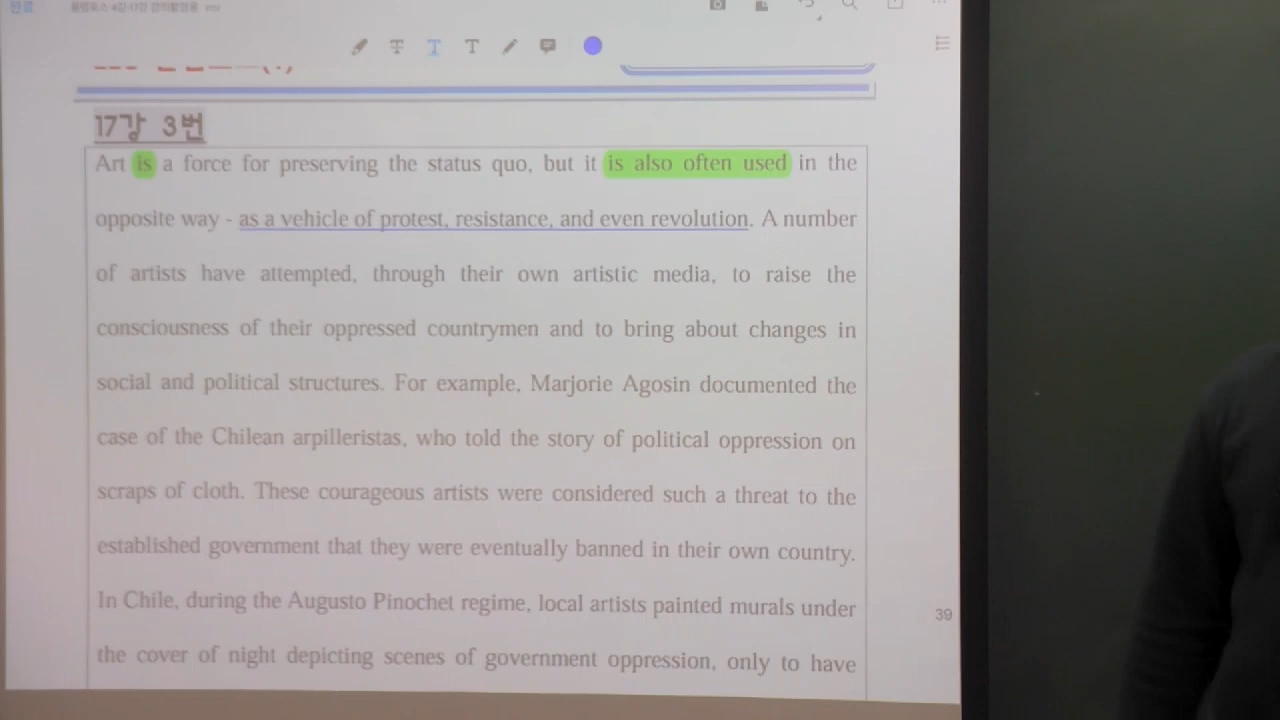 완료
17강 3번
Art is a force for preserving the status quo, but it is also often used in the
opposite way - as a vehicle of protest, resistance, and even revolution. A number
of artists have attempted, through their own artistic media, to raise the
consciousness of their oppressed countrymen and to bring about changes in
social and political structures. For example, Marjorie Agosin documented the
case of the Chilean arpilleristas, who told the story of political oppression on
scraps of cloth. These courageous artists were considered such a threat to the
established government that they were eventually banned in their own country.
In Chile, during the Augusto Pinochet regime, local artists painted murals under
39
the cover of night depicting scenes of government oppression, only to have